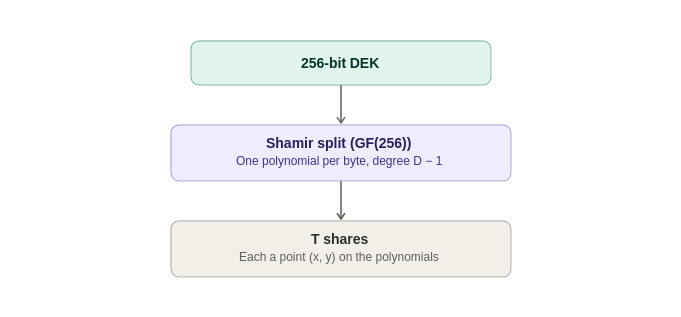 256-bit DEK
Shamir split (GF(256))
One polynomial per byte, degree D − 1
T shares
Each a point (x, y) on the polynomials